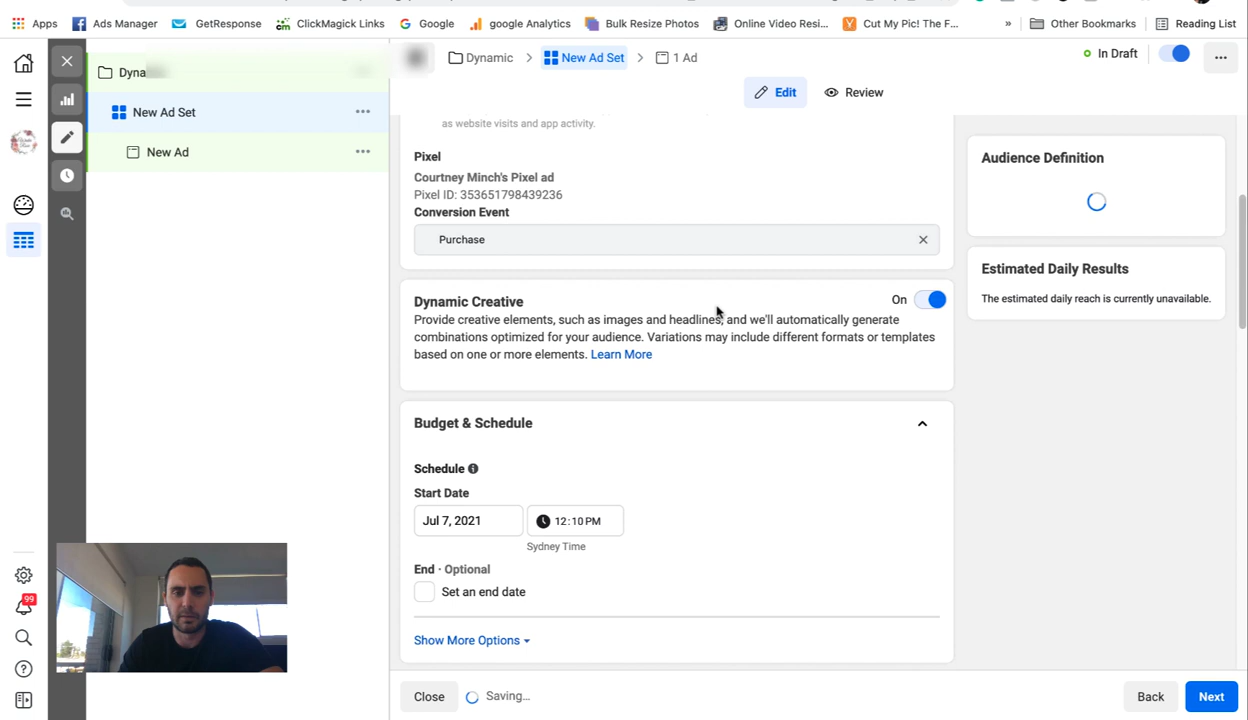 Apps
Ads Manager
GetResponse
ClickMagick Links
Google
google Analytics
Bulk Resize Photos
Online Video Resi...
Cut My Pic! The F...
»
Other Bookmarks
Reading List
Dyna
New Ad Set
New Ad
Dynamic
New Ad Set
1 Ad
In Draft
Edit
Review
as website visits and app activity.
Pixel
Courtney Minch's Pixel ad
Pixel ID: 353651798439236
Conversion Event
Purchase
Dynamic Creative
On
Provide creative elements, such as images and headlines, and we'll automatically generate
combinations optimized for your audience. Variations may include different formats or templates
based on one or more elements. Learn More
Budget & Schedule
Schedule
Start Date
Jul 7, 2021
12:10 PM
Sydney Time
End · Optional
Set an end date
Show More Options
Close
Saving...
Back
Next
Audience Definition
Estimated Daily Results
The estimated daily reach is currently unavailable.
99